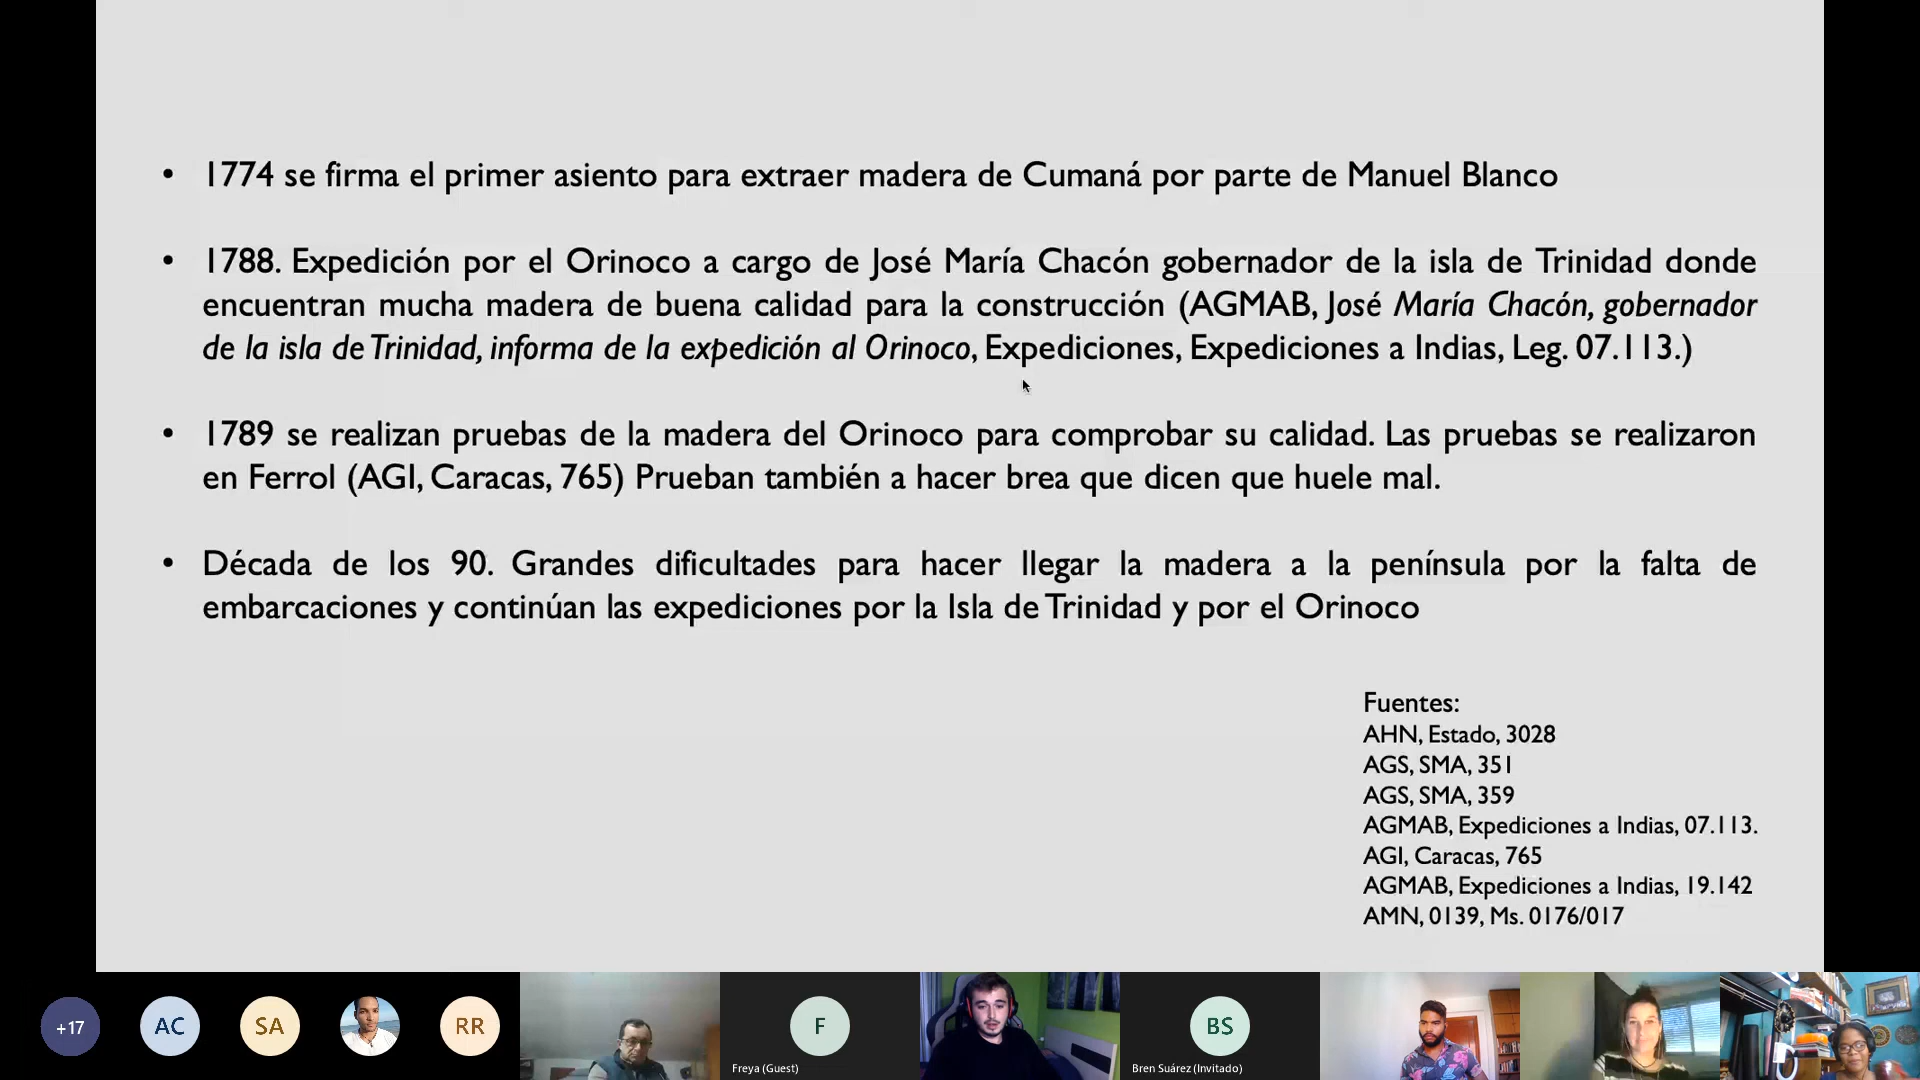 • 1774 se firma el primer asiento para extraer madera de Cumaná por parte de Manuel Blanco
• 1788. Expedición por el Orinoco a cargo de José María Chacón gobernador de la isla de Trinidad donde
encuentran mucha madera de buena calidad para la construcción (AGMAB, José María Chacón, gobernador
de la isla de Trinidad, informa de la expedición al Orinoco, Expediciones, Expediciones a Indias, Leg. 07.113.)
• 1789 se realizan pruebas de la madera del Orinoco para comprobar su calidad. Las pruebas se realizaron
en Ferrol (AGI, Caracas, 765) Prueban también a hacer brea que dicen que huele mal.
• Década de los 90. Grandes dificultades para hacer llegar la madera a la península por la falta de
embarcaciones y continúan las expediciones por la Isla de Trinidad y por el Orinoco
Fuentes:
AHN, Estado, 3028
AGS, SMA, 351
AGS, SMA, 359
AGMAB, Expediciones a Indias, 07.113.
AGI, Caracas, 765
AGMAB, Expediciones a Indias, 19.142
AMN, 0139, Ms. 0176/017
+17
AC
SA
RR
F
Freya (Guest)
BS
Bren Suárez (Invitado)